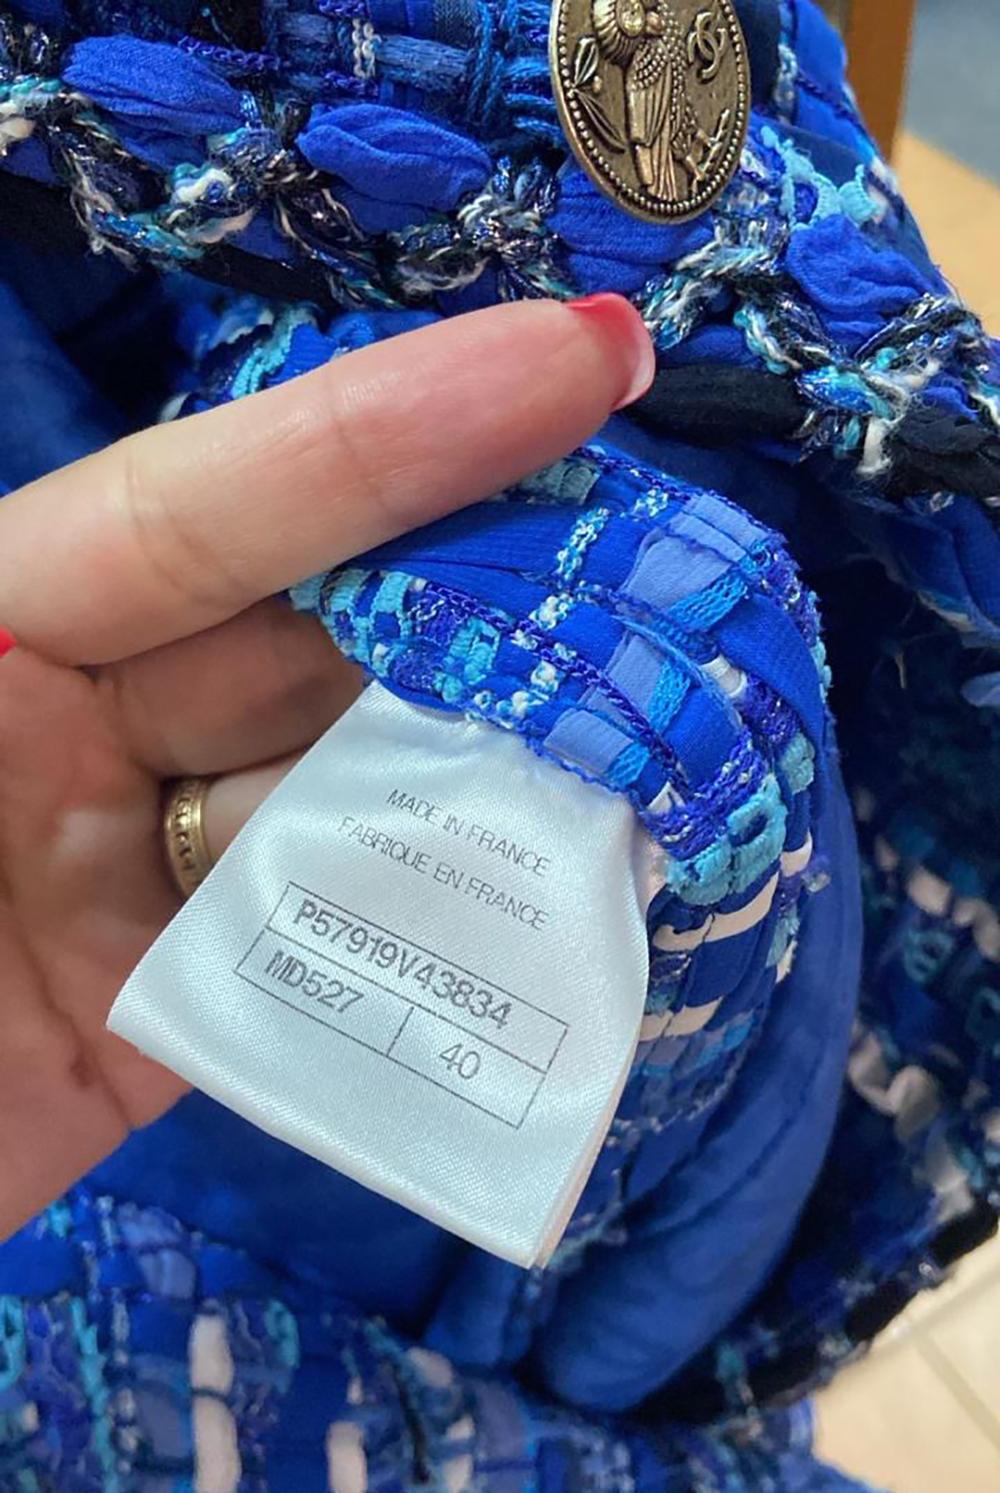 MADE IN FRANCE
FABRIQUE EN FRANCE
P57919V43834
MD527 40